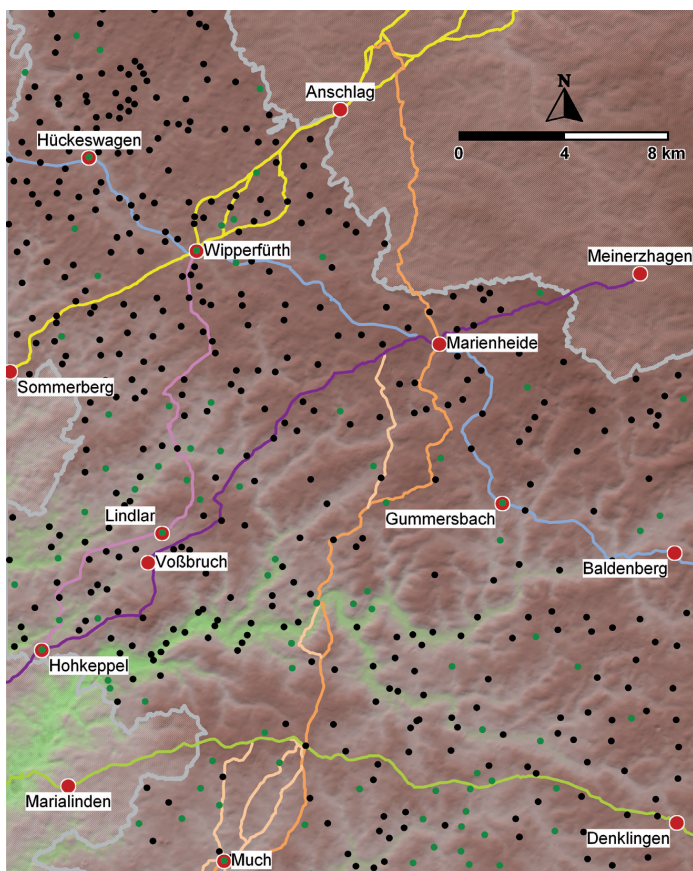 Anschlag
N
0 4 8 km
Hückeswagen
Wipperfürth
Meinerzhagen
Marienheide
Sommerberg
Lindlar
Gummersbach
Voßbruch
Baldenberg
Hohkeppel
Marialinden
Denklingen
Much